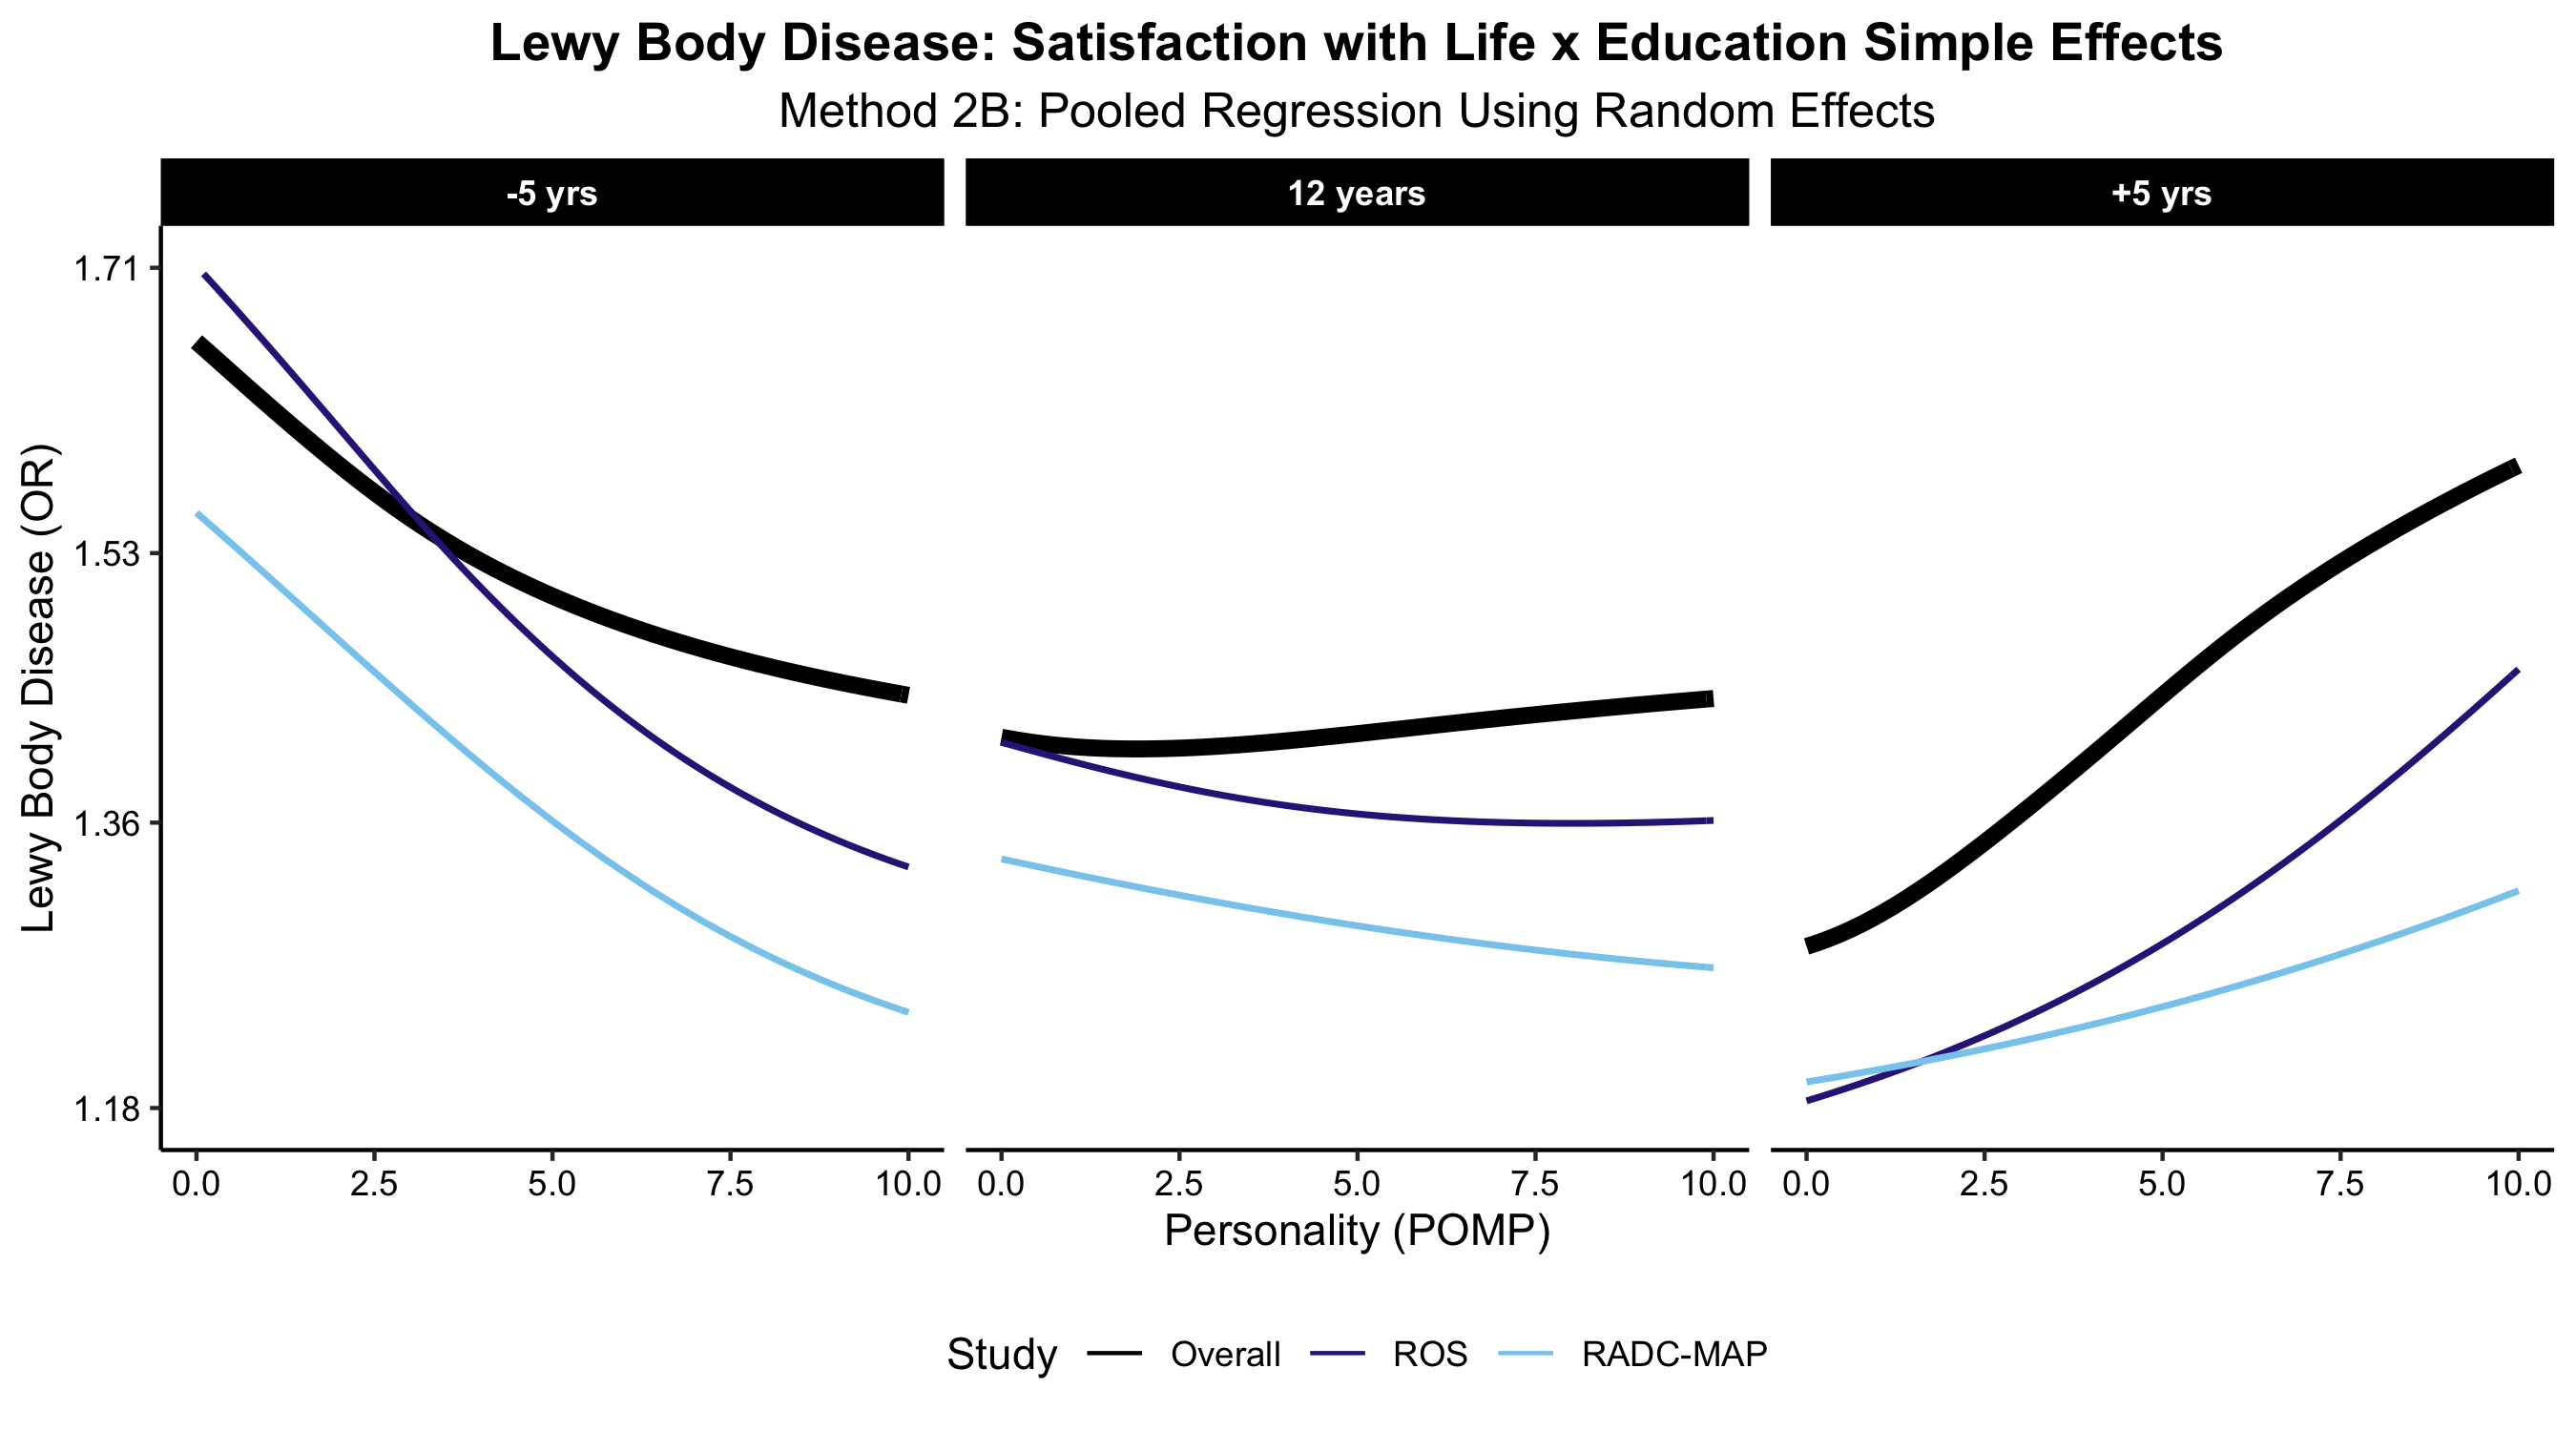 Lewy Body Disease: Satisfaction with Life x Education Simple Effects
Method 2B: Pooled Regression Using Random Effects
-5 yrs
12 years
+5 yrs
Lewy Body Disease (OR)
1.71
1.53
1.36
1.18
0.0 2.5 5.0 7.5 10.0
0.0 2.5 5.0 7.5 10.0
0.0 2.5 5.0 7.5 10.0
Personality (POMP)
Study Overall ROS RADC-MAP